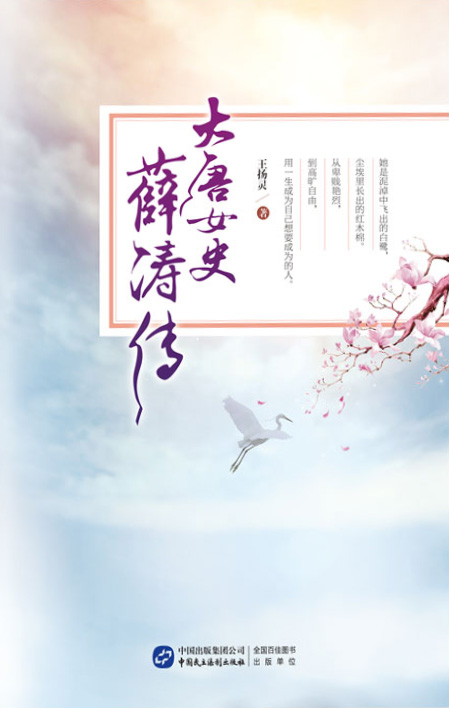 大唐女史
薛涛传
王扬灵 著
她是泥淖中飞出的白鹭，
尘埃里长出的红木棉。
从卑贱艳烈，
到高旷自由，
用一生成为自己想要成为的人。
中国出版集团公司
中国民主法制出版社
全国百佳图书
出版单位